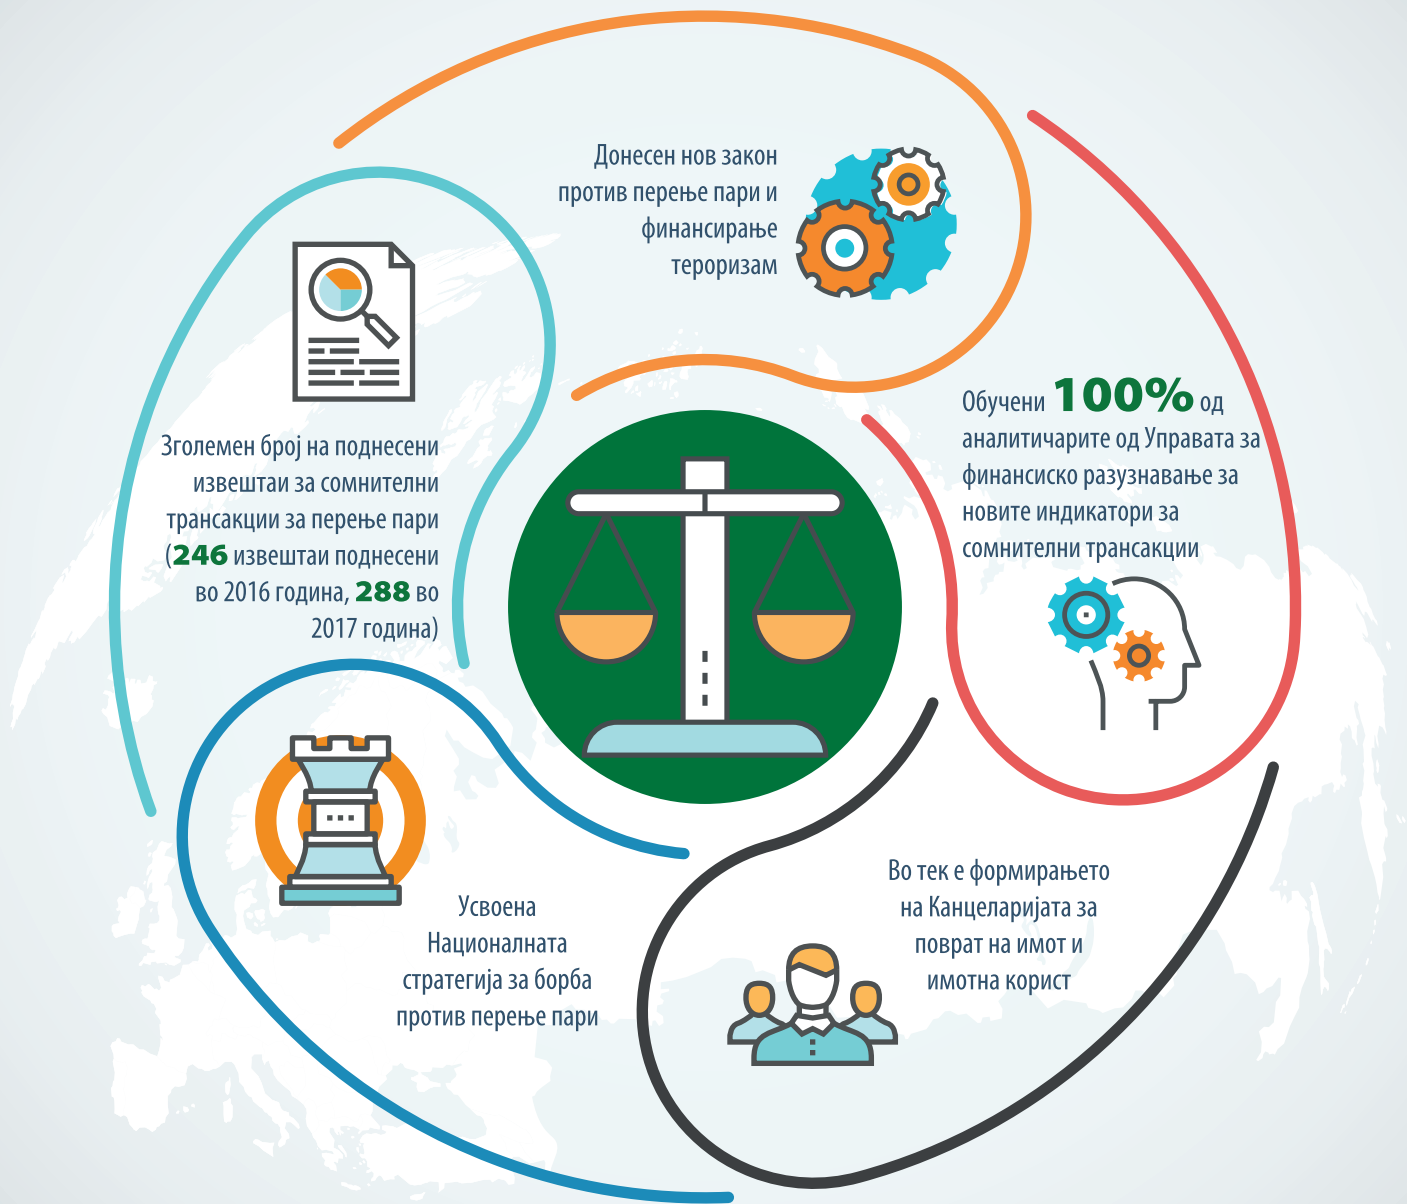 Донесен нов закон
против перење пари и
финансирање
тероризам
Обучени 100% од
аналитичарите од Управата за
финансиско разузнавање за
новите индикатори за
сомнителни трансакции
Зголемен број на поднесени
извештаи за сомнителни
трансакции за перење пари
(246 извештаи поднесени
во 2016 година, 288 во
2017 година)
Во тек е формирањето
на Канцеларијата за
поврат на имот и
имотна корист
Усвоена
Националната
стратегија за борба
против перење пари